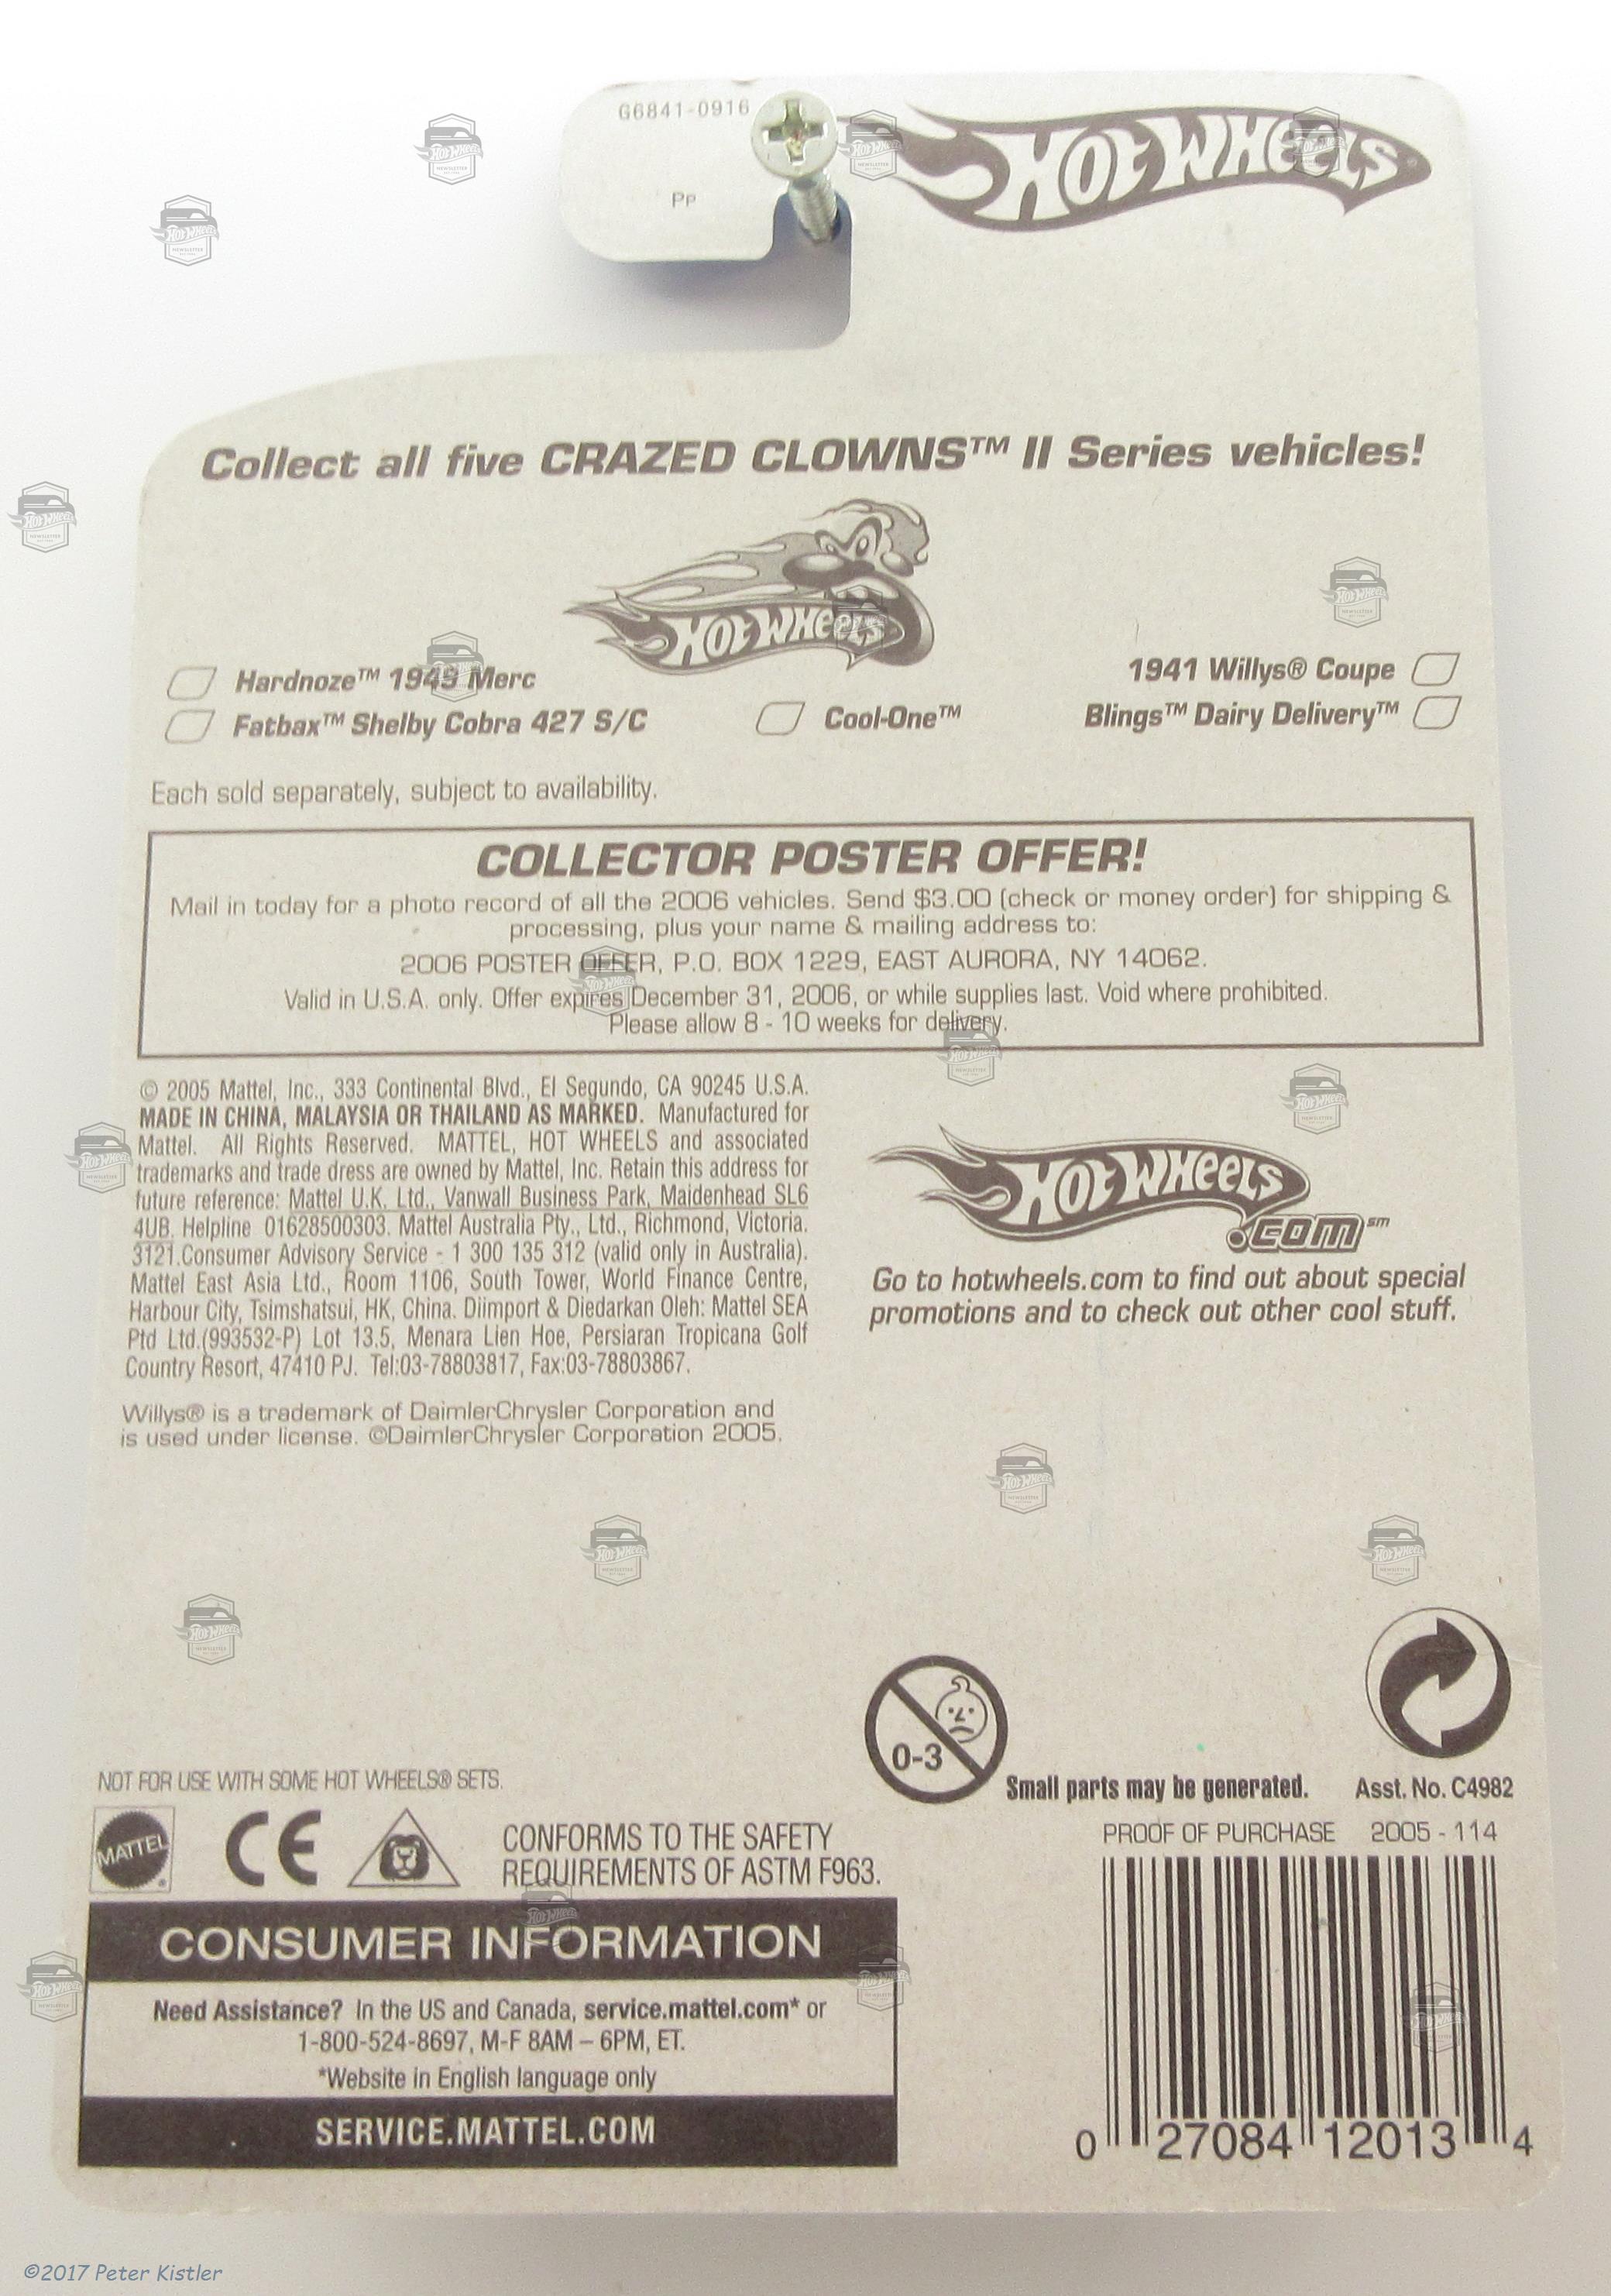 G6841-0916
Pp
HOT WHEELS
Collect all five CRAZED CLOWNS™ II Series vehicles!
HOT WHEELS
Hardnoze™ 1949 Merc
Fatbax™ Shelby Cobra 427 S/C
Cool-One™
1941 Willys® Coupe
Blings™ Dairy Delivery™
Each sold separately, subject to availability.
COLLECTOR POSTER OFFER!
Mail in today for a photo record of all the 2006 vehicles. Send $3.00 (check or money order) for shipping &
processing, plus your name & mailing address to:
2006 POSTER OFFER, P.O. BOX 1229, EAST AURORA, NY 14062.
Valid in U.S.A. only. Offer expires December 31, 2006, or while supplies last. Void where prohibited.
Please allow 8 - 10 weeks for delivery.
© 2005 Mattel, Inc., 333 Continental Blvd., El Segundo, CA 90245 U.S.A.
MADE IN CHINA, MALAYSIA OR THAILAND AS MARKED. Manufactured for
Mattel. All Rights Reserved. MATTEL, HOT WHEELS and associated
trademarks and trade dress are owned by Mattel, Inc. Retain this address for
future reference: Mattel U.K. Ltd., Vanwall Business Park, Maidenhead SL6
4UB. Helpline 01628500303. Mattel Australia Pty., Ltd., Richmond, Victoria.
3121.Consumer Advisory Service - 1 300 135 312 (valid only in Australia).
Mattel East Asia Ltd., Room 1106, South Tower, World Finance Centre,
Harbour City, Tsimshatsui, HK, China. Diimport & Diedarkan Oleh: Mattel SEA
Ptd Ltd.(993532-P) Lot 13.5, Menara Lien Hoe, Persiaran Tropicana Golf
Country Resort, 47410 PJ. Tel:03-78803817, Fax:03-78803867.
Willys® is a trademark of DaimlerChrysler Corporation and
is used under license. ©DaimlerChrysler Corporation 2005.
HOT WHEELS
.COM℠
Go to hotwheels.com to find out about special
promotions and to check out other cool stuff.
0-3
Small parts may be generated.
Asst. No. C4982
NOT FOR USE WITH SOME HOT WHEELS® SETS.
MATTEL
CE
CONFORMS TO THE SAFETY
REQUIREMENTS OF ASTM F963.
PROOF OF PURCHASE 2005 - 114
CONSUMER INFORMATION
Need Assistance? In the US and Canada, service.mattel.com* or
1-800-524-8697, M-F 8AM – 6PM, ET.
*Website in English language only
SERVICE.MATTEL.COM
0 27084 12013 4
©2017 Peter Kistler